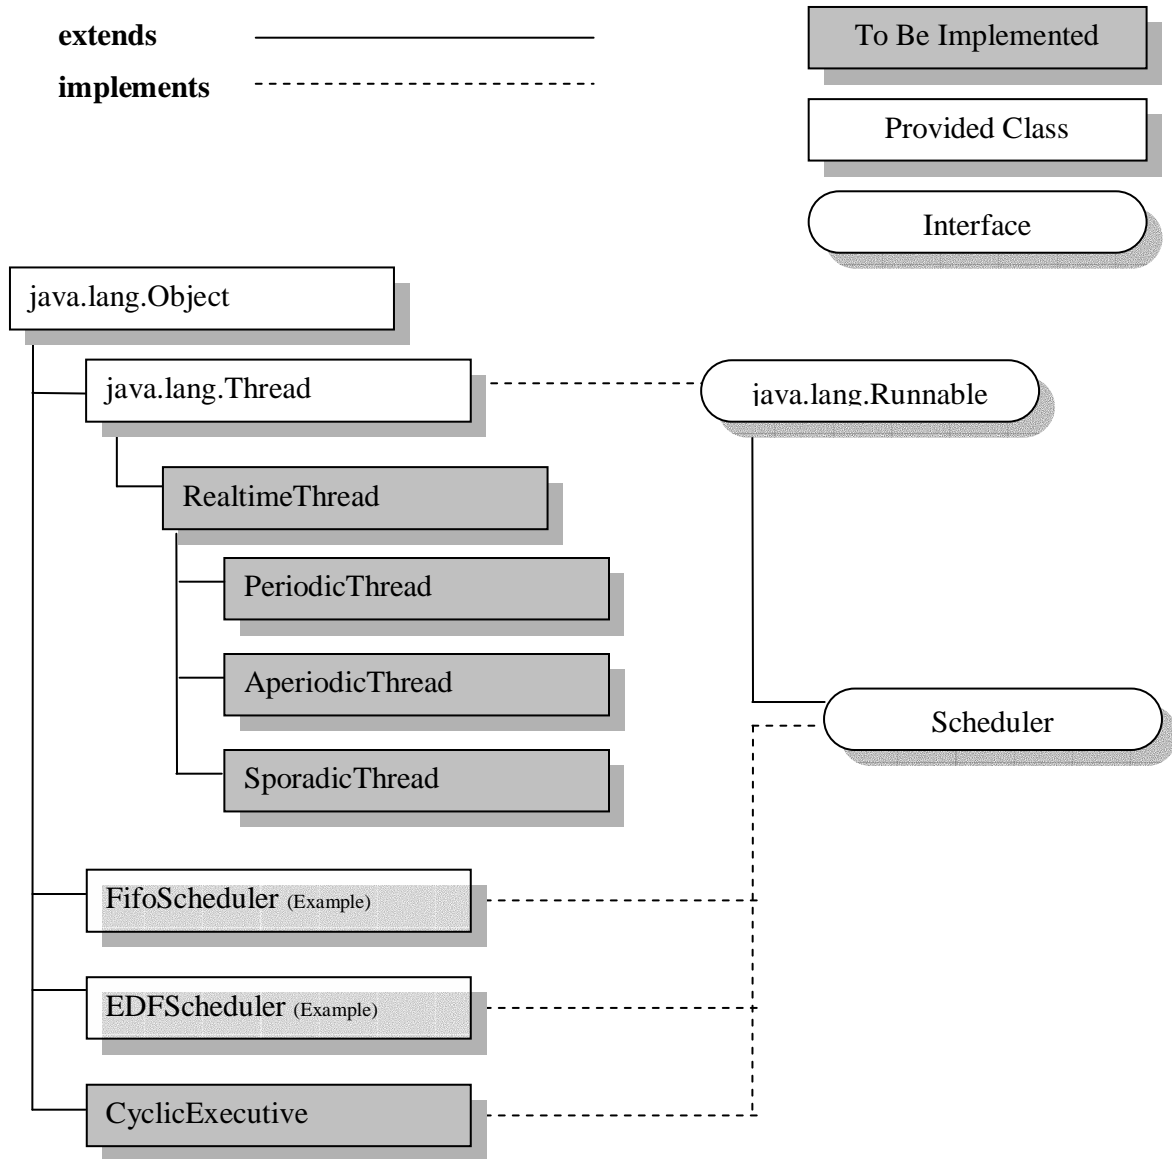 extends
implements
To Be Implemented
Provided Class
Interface
java.lang.Object
java.lang.Thread
java.lang.Runnable
RealtimeThread
PeriodicThread
AperiodicThread
Scheduler
SporadicThread
FifoScheduler (Example)
EDFScheduler (Example)
CyclicExecutive